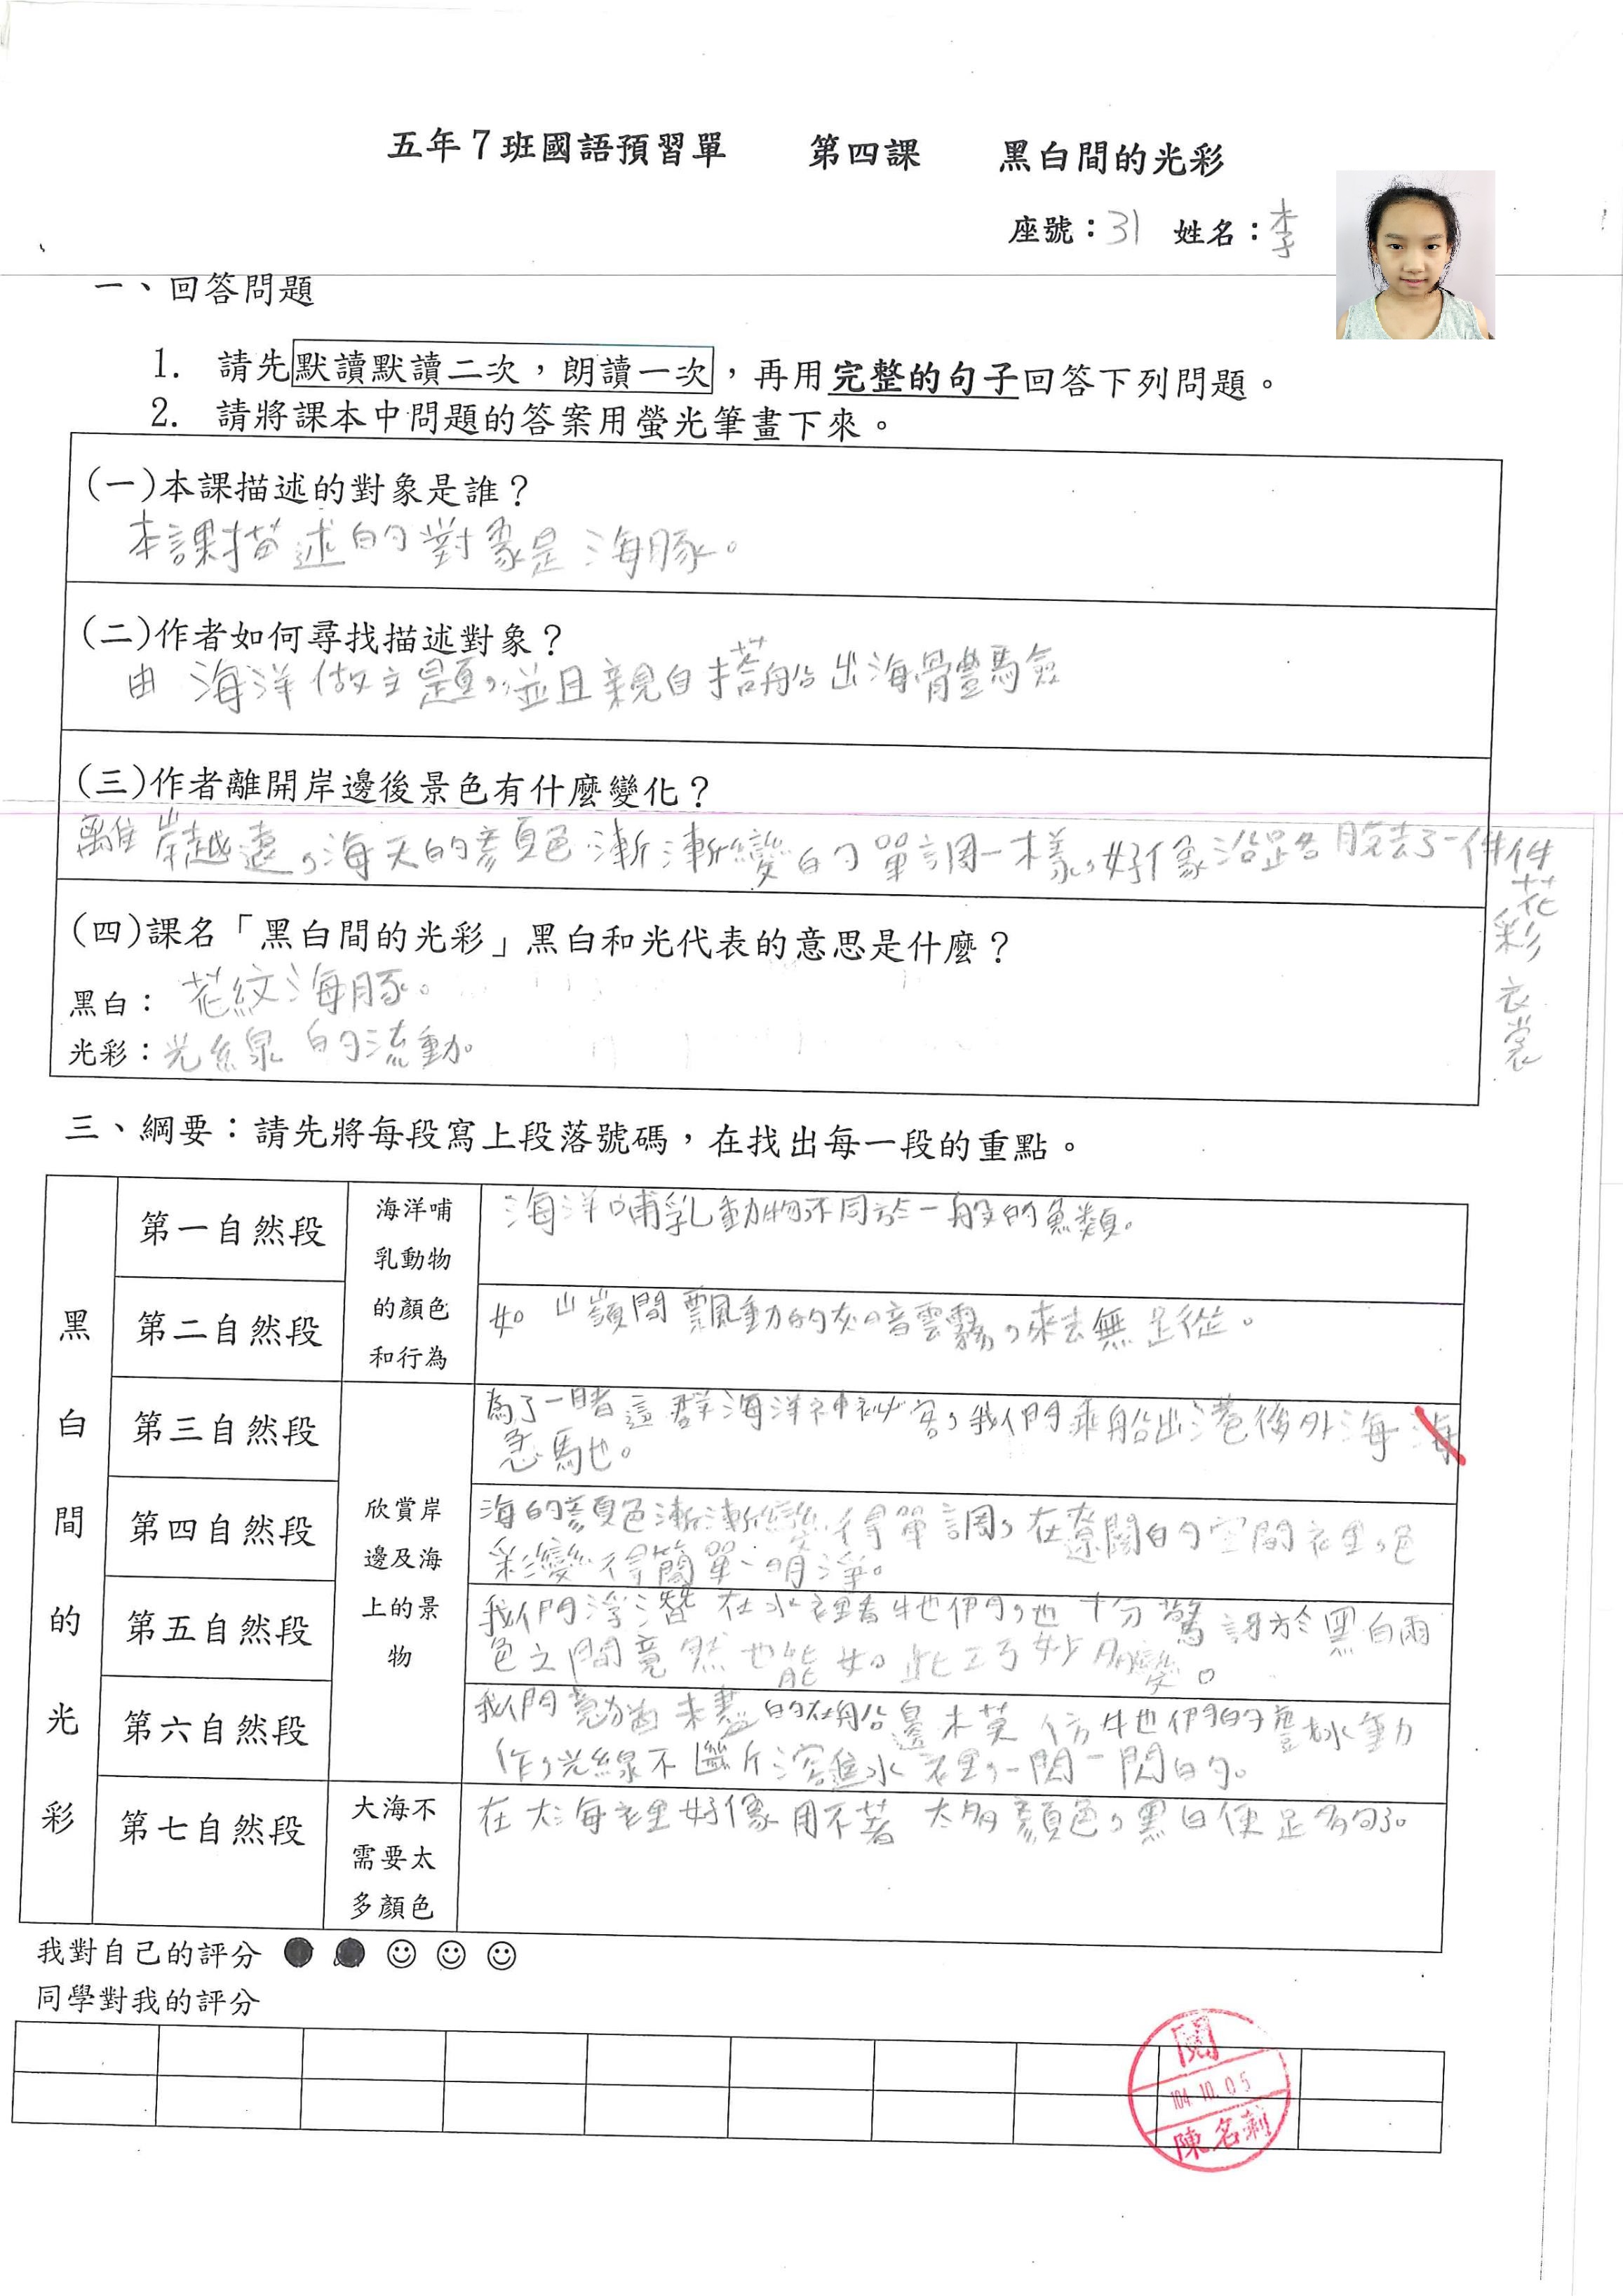 五年7班國語預習單　第四課　黑白間的光彩
座號：31 姓名：李
一、回答問題
1. 請先默讀默讀二次，朗讀一次，再用完整的句子回答下列問題。
2. 請將課本中問題的答案用螢光筆畫下來。
(一)本課描述的對象是誰？
本課描述的對象是海豚。
(二)作者如何尋找描述對象？
由海洋做主題，並且親自搭船出海體驗
(三)作者離開岸邊後景色有什麼變化？
離岸越遠，海天的顏色漸漸變的單調一樣，好像沿路脫去了一件件
花彩衣裳
(四)課名「黑白間的光彩」黑白和光代表的意思是什麼？
黑白：花紋海豚。
光彩：光線的流動。
三、綱要：請先將每段寫上段落號碼，在找出每一段的重點。
黑白間的光彩
第一自然段
海洋哺
乳動物
的顏色
和行為
海洋哺乳動物不同於一般的魚類。
第二自然段
如山嶺間飄動的灰暗雲霧，來去無足從。
第三自然段
欣賞岸
邊及海
上的景
物
為了一睹這群海洋神祕客，我們乘船出港後外海海
急馳。
第四自然段
海的顏色漸漸變得單調，在遼闊的空間裡，色
彩變得簡單、明淨。
第五自然段
我們浮潛在水裡看牠們，也十分驚訝於黑白兩
色之間竟然也能如此巧妙多變。
第六自然段
我們意猶未盡的在船邊模仿牠們的豎水動
作，光線不斷斤溶進水裡，一閃一閃的。
第七自然段
大海不
需要太
多顏色
在大海裡好像用不著太多顏色，黑白便足夠了。
我對自己的評分
同學對我的評分
閱
104.10.05
陳名